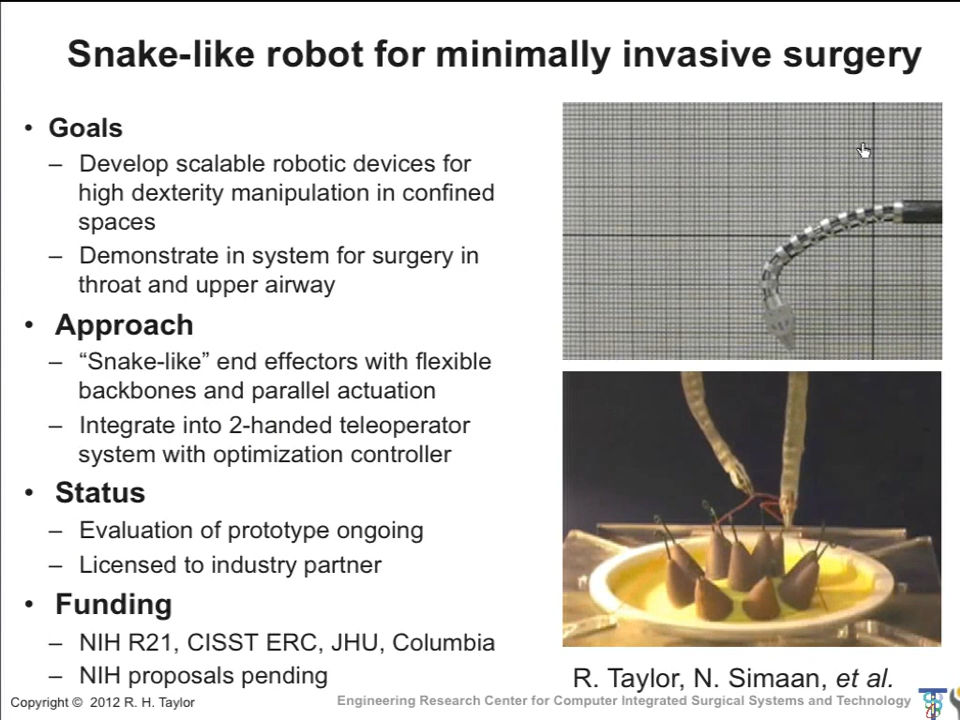 Snake-like robot for minimally invasive surgery
• Goals
– Develop scalable robotic devices for
high dexterity manipulation in confined
spaces
– Demonstrate in system for surgery in
throat and upper airway
• Approach
– “Snake-like” end effectors with flexible
backbones and parallel actuation
– Integrate into 2-handed teleoperator
system with optimization controller
• Status
– Evaluation of prototype ongoing
– Licensed to industry partner
• Funding
– NIH R21, CISST ERC, JHU, Columbia
– NIH proposals pending
R. Taylor, N. Simaan, et al.
Copyright © 2012 R. H. Taylor
Engineering Research Center for Computer Integrated Surgical Systems and Technology